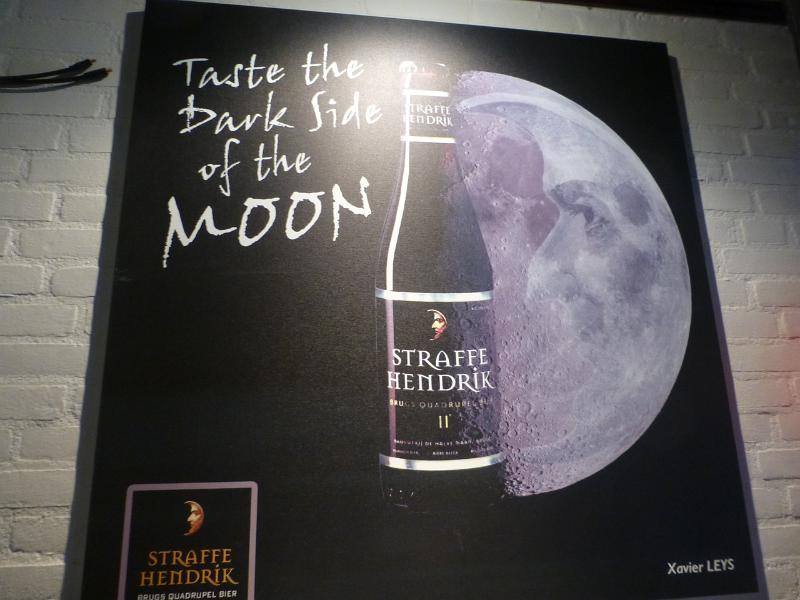 Taste the
Dark Side
of the
MOON
STRAFFE
HENDRIK
STRAFFE
HENDRIK
BRUGS QUADRUPEL
11°
STRAFFE
HENDRIK
BRUGS QUADRUPEL BIER
Xavier LEYS